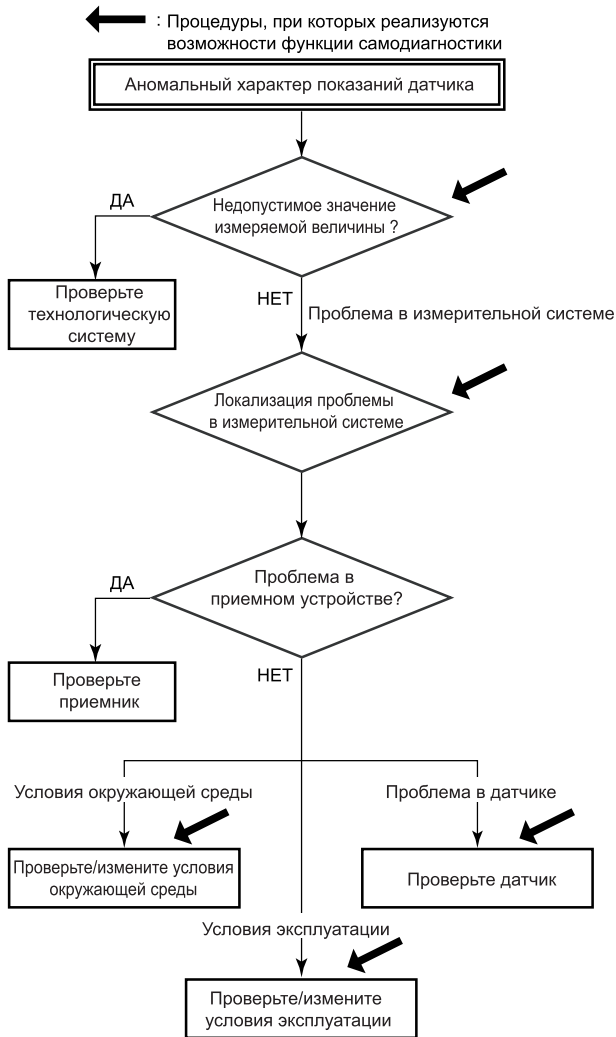 : Процедуры, при которых реализуются
возможности функции самодиагностики
Аномальный характер показаний датчика
Недопустимое значение
измеряемой величины ?
ДА
Проверьте
технологическую
систему
НЕТ
Проблема в измерительной системе
Локализация проблемы
в измерительной системе
Проблема в
приемном устройстве?
ДА
Проверьте
приемник
НЕТ
Условия окружающей среды
Проблема в датчике
Проверьте/измените условия
окружающей среды
Проверьте датчик
Условия эксплуатации
Проверьте/измените
условия эксплуатации